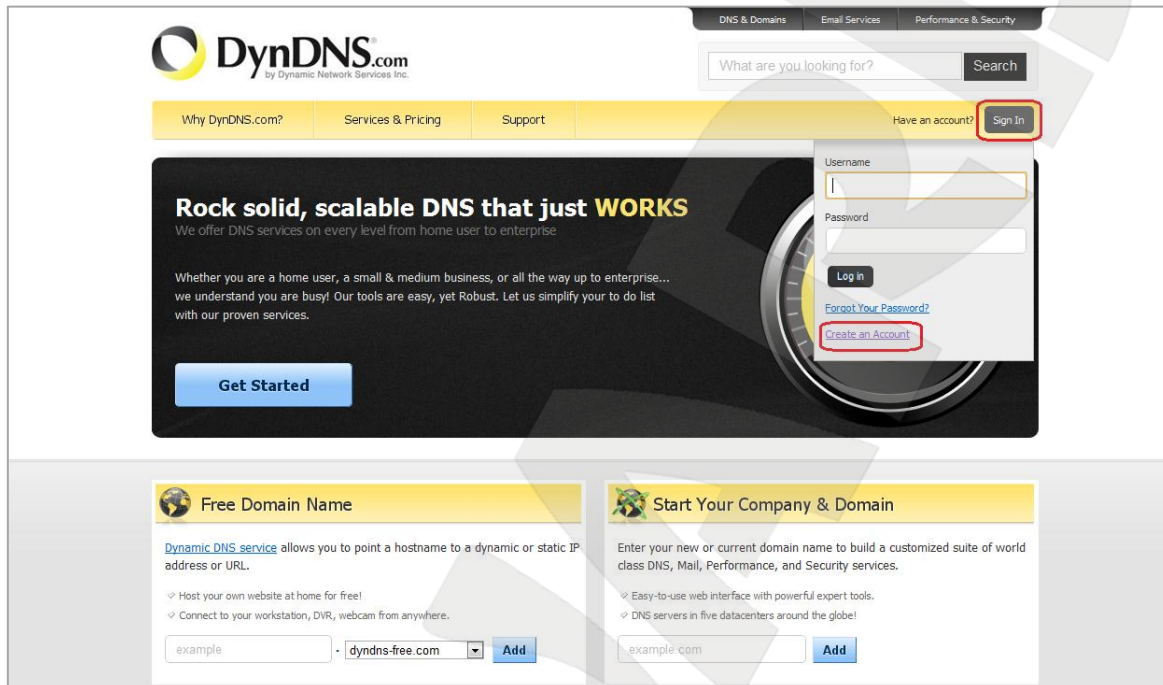 DNS & Domains Email Services Performance & Security
DynDNS.com
by Dynamic Network Services Inc.
What are you looking for? Search
Why DynDNS.com? Services & Pricing Support Have an account? Sign In
Username
Password
Log in
Forgot Your Password?
Create an Account
Rock solid, scalable DNS that just WORKS
We offer DNS services on every level from home user to enterprise
Whether you are a home user, a small & medium business, or all the way up to enterprise...
we understand you are busy! Our tools are easy, yet Robust. Let us simplify your to do list
with our proven services.
Get Started
Free Domain Name
Dynamic DNS service allows you to point a hostname to a dynamic or static IP
address or URL.
Host your own website at home for free!
Connect to your workstation, DVR, webcam from anywhere.
example . dyndns-free.com Add
Start Your Company & Domain
Enter your new or current domain name to build a customized suite of world
class DNS, Mail, Performance, and Security services.
Easy-to-use web interface with powerful expert tools.
DNS servers in five datacenters around the globe!
example.com Add